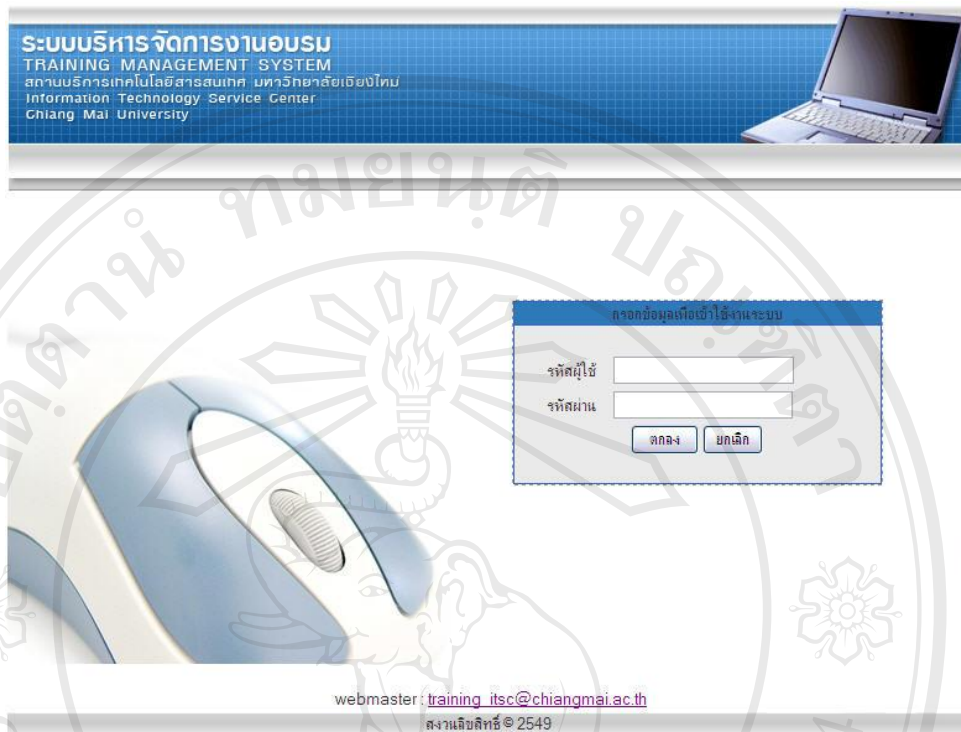 ระบบบริหารจัดการงานอบรม
TRAINING MANAGEMENT SYSTEM
สถานบริการเทคโนโลยีสารสนเทศ มหาวิทยาลัยเชียงใหม่
Information Technology Service Center
Chiang Mai University
กรอกข้อมูลเพื่อเข้าใช้งานระบบ
รหัสผู้ใช้
รหัสผ่าน
ตกลง ยกเลิก
webmaster : training_itsc@chiangmai.ac.th
สงวนลิขสิทธิ์ © 2549